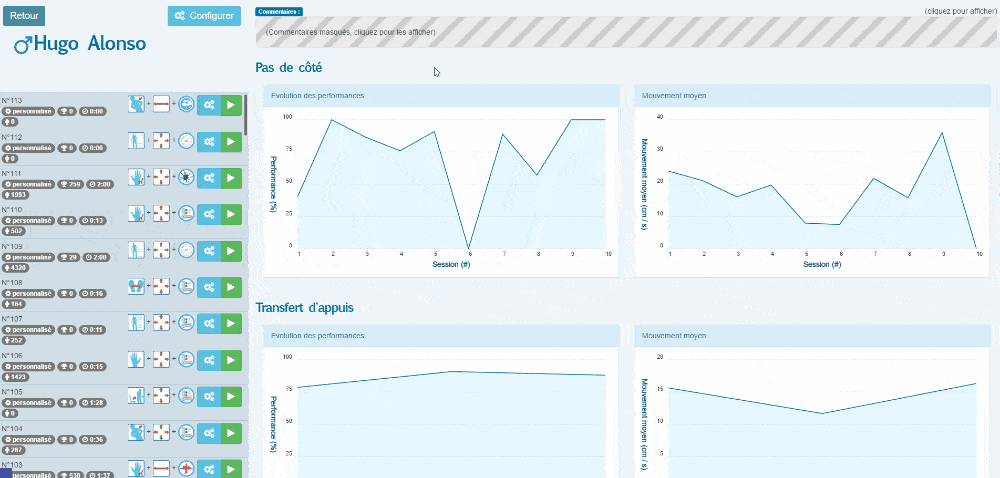 Retour
Configurer
Hugo Alonso
N°113
personnalisé 0 0:00
0
N°112
personnalisé 0 0:00
0
N°111
personnalisé 259 2:00
1993
N°110
personnalisé 0 0:13
502
N°109
personnalisé 29 2:00
4320
N°108
personnalisé 0 0:16
164
N°107
personnalisé 0 0:11
252
N°106
personnalisé 0 0:15
1423
N°105
personnalisé 0 1:28
0
N°104
personnalisé 0 0:36
287
N°103
personnalisé 530 1:37
Commentaires :
(cliquez pour afficher)
(Commentaires masqués, cliquez pour les afficher)
Pas de côté
Evolution des performances
100
75
50
25
0
Performance (%)
1 2 3 4 5 6 7 8 9 10
Session (#)
Mouvement moyen
40
30
20
10
0
Mouvement moyen (cm / s)
1 2 3 4 5 6 7 8 9 10
Session (#)
Transfert d'appuis
Evolution des performances
100
75
50
25
Performance (%)
Mouvement moyen
20
15
10
5
Mouvement moyen (cm / s)